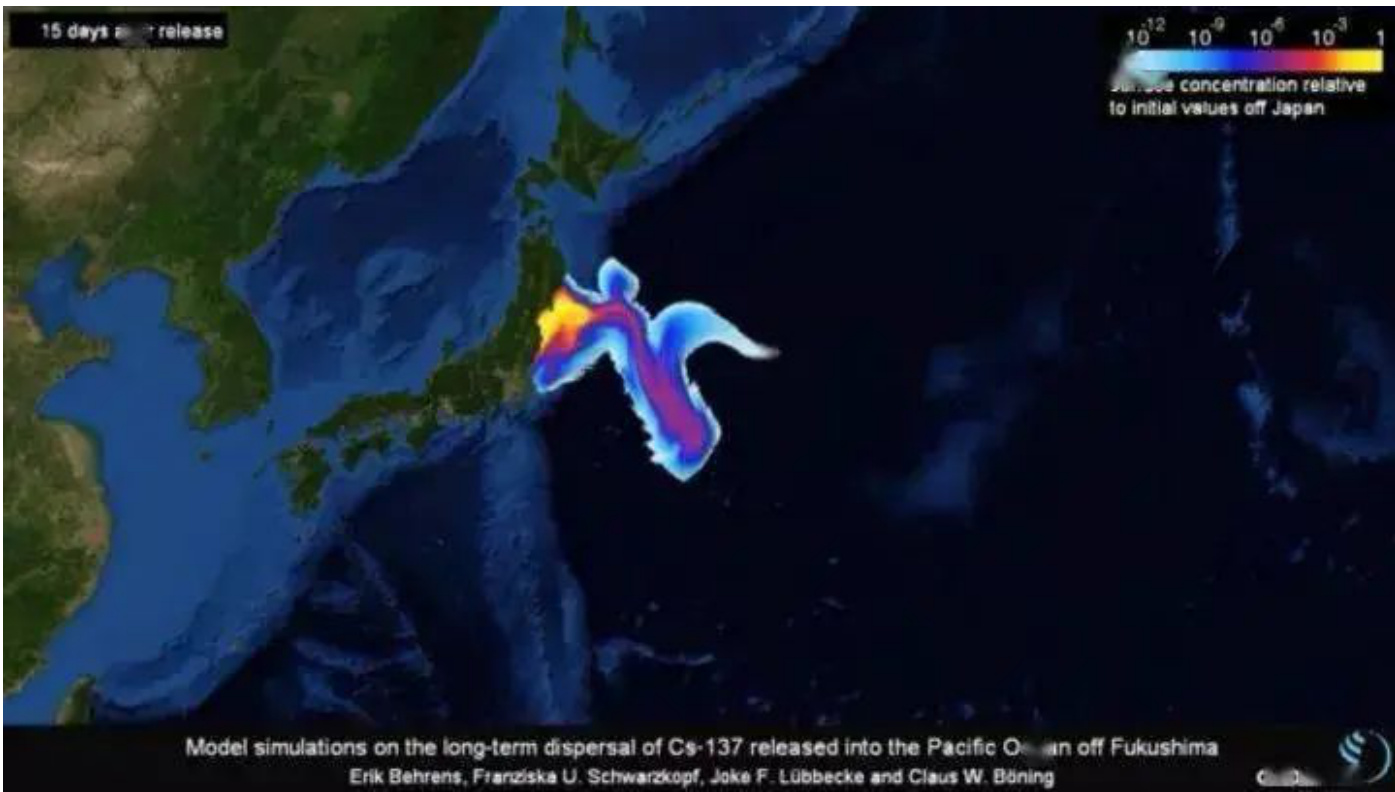 15 days release
10-12 10-9 10-6 10-3 1
concentration relative
to initial values off Japan
Model simulations on the long-term dispersal of Cs-137 released into the Pacific off Fukushima
Erik Behrens, Franziska U. Schwarzkopf, Joke F. Lübbecke and Claus W. Böning